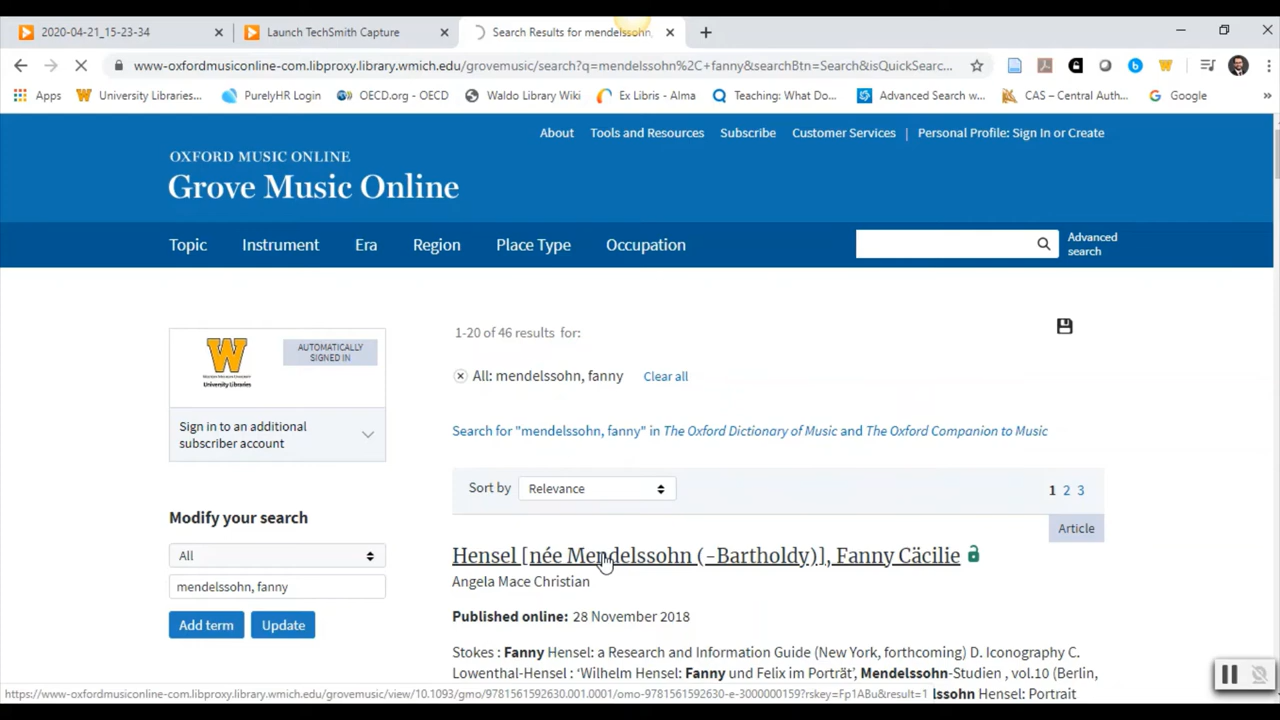 2020-04-21_15-23-34
Launch TechSmith Capture
Search Results for mendelssohn,
www-oxfordmusiconline-com.libproxy.library.wmich.edu/grovemusic/search?q=mendelssohn%2C+fanny&searchBtn=Search&isQuickSearc...
Apps
University Libraries...
PurelyHR Login
OECD.org - OECD
Waldo Library Wiki
Ex Libris - Alma
Teaching: What Do...
Advanced Search w...
CAS – Central Auth...
Google
About
Tools and Resources
Subscribe
Customer Services
Personal Profile: Sign In or Create
OXFORD MUSIC ONLINE
Grove Music Online
Topic
Instrument
Era
Region
Place Type
Occupation
Advanced
search
W
University Libraries
AUTOMATICALLY
SIGNED IN
Sign in to an additional
subscriber account
1-20 of 46 results for:
All: mendelssohn, fanny
Clear all
Search for "mendelssohn, fanny" in The Oxford Dictionary of Music and The Oxford Companion to Music
Sort by
Relevance
1 2 3
Article
Modify your search
All
mendelssohn, fanny
Add term
Update
Hensel [née Mendelssohn (-Bartholdy)], Fanny Cäcilie
Angela Mace Christian
Published online: 28 November 2018
Stokes : Fanny Hensel: a Research and Information Guide (New York, forthcoming) D. Iconography C.
Lowenthal-Hensel : ‘Wilhelm Hensel: Fanny und Felix im Porträt’, Mendelssohn-Studien , vol.10 (Berlin,
lssohn Hensel: Portrait
https://www-oxfordmusiconline-com.libproxy.library.wmich.edu/grovemusic/view/10.1093/gmo/9781561592630.001.0001/omo-9781561592630-e-3000000159?rskey=Fp1ABu&result=1